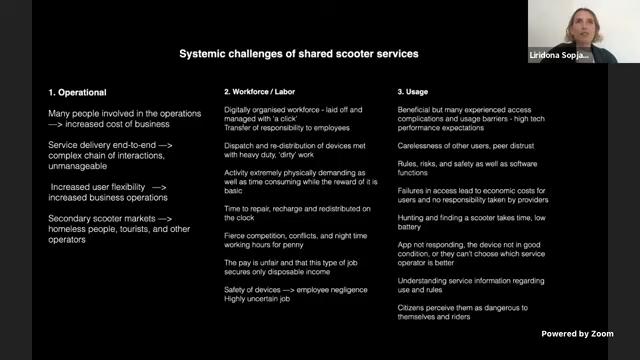 Systemic challenges of shared scooter services
Liridona Sopja...
1. Operational
Many people involved in the operations
—> increased cost of business
Service delivery end-to-end —>
complex chain of interactions,
unmanageable
Increased user flexibility —>
increased business operations
Secondary scooter markets —>
homeless people, tourists, and other
operators
2. Workforce / Labor
Digitally organised workforce - laid off and
managed with 'a click'
Transfer of responsibility to employees
Dispatch and re-distribution of devices met
with heavy duty, 'dirty' work
Activity extremely physically demanding as
well as time consuming while the reward of it is
basic
Time to repair, recharge and redistributed on
the clock
Fierce competition, conflicts, and night time
working hours for penny
The pay is unfair and that this type of job
secures only disposable income
Safety of devices —> employee negligence
Highly uncertain job
3. Usage
Beneficial but many experienced access
complications and usage barriers - high tech
performance expectations
Carelessness of other users, peer distrust
Rules, risks, and safety as well as software
functions
Failures in access lead to economic costs for
users and no responsibility taken by providers
Hunting and finding a scooter takes time, low
battery
App not responding, the device not in good
condition, or they can't choose which service
operator is better
Understanding service information regarding
use and rules
Citizens perceive them as dangerous to
themselves and riders
Powered by Zoom